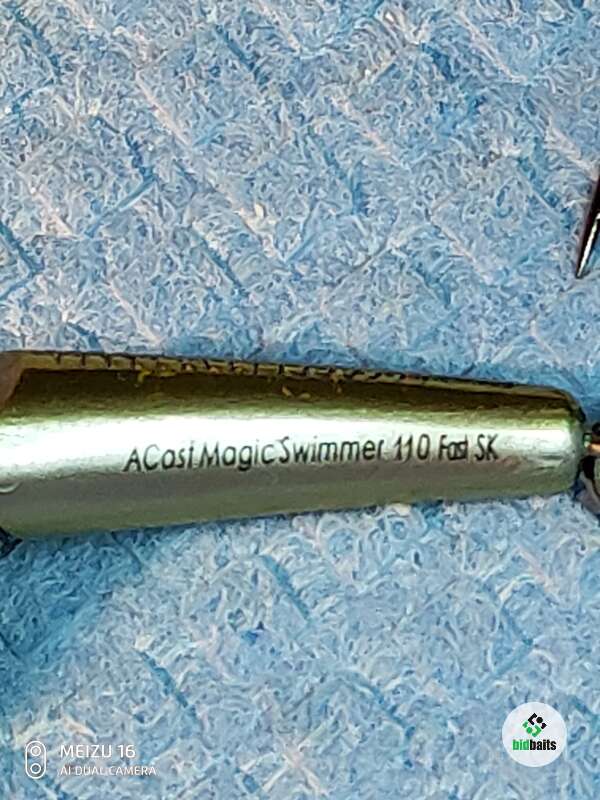 ACast Magic Swimmer 110 Fast SK
bidbaits
MEIZU 16
AI DUAL CAMERA